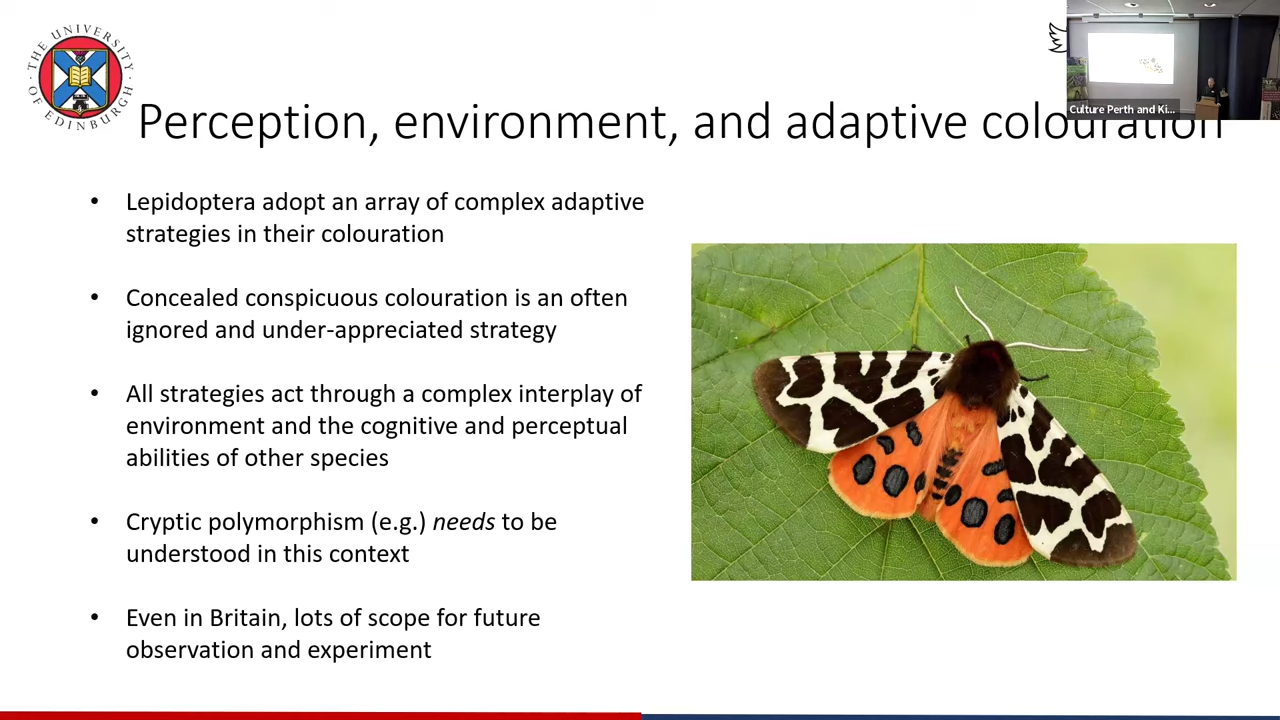 THE UNIVERSITY
OF EDINBURGH
Culture Perth and Ki...
Perception, environment, and adaptive colouration
• Lepidoptera adopt an array of complex adaptive
strategies in their colouration
• Concealed conspicuous colouration is an often
ignored and under-appreciated strategy
• All strategies act through a complex interplay of
environment and the cognitive and perceptual
abilities of other species
• Cryptic polymorphism (e.g.) needs to be
understood in this context
• Even in Britain, lots of scope for future
observation and experiment